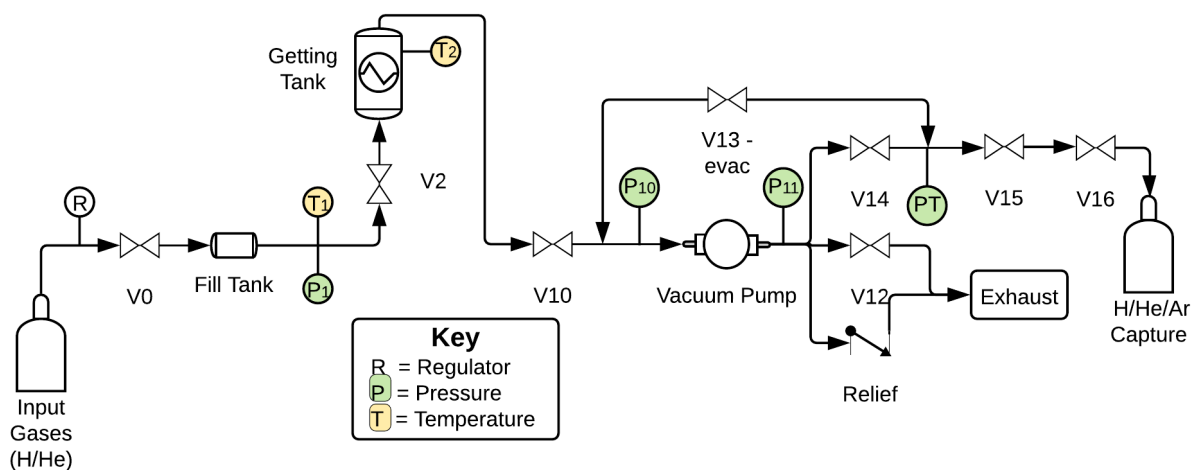 Getting
Tank
T2
V2
R
T1
V0
Fill Tank
P1
Input
Gases
(H/He)
V13 -
evac
P10
P11
V10
Vacuum Pump
V14
PT
V15
V16
V12
Exhaust
Relief
H/He/Ar
Capture
Key
R = Regulator
P = Pressure
T = Temperature